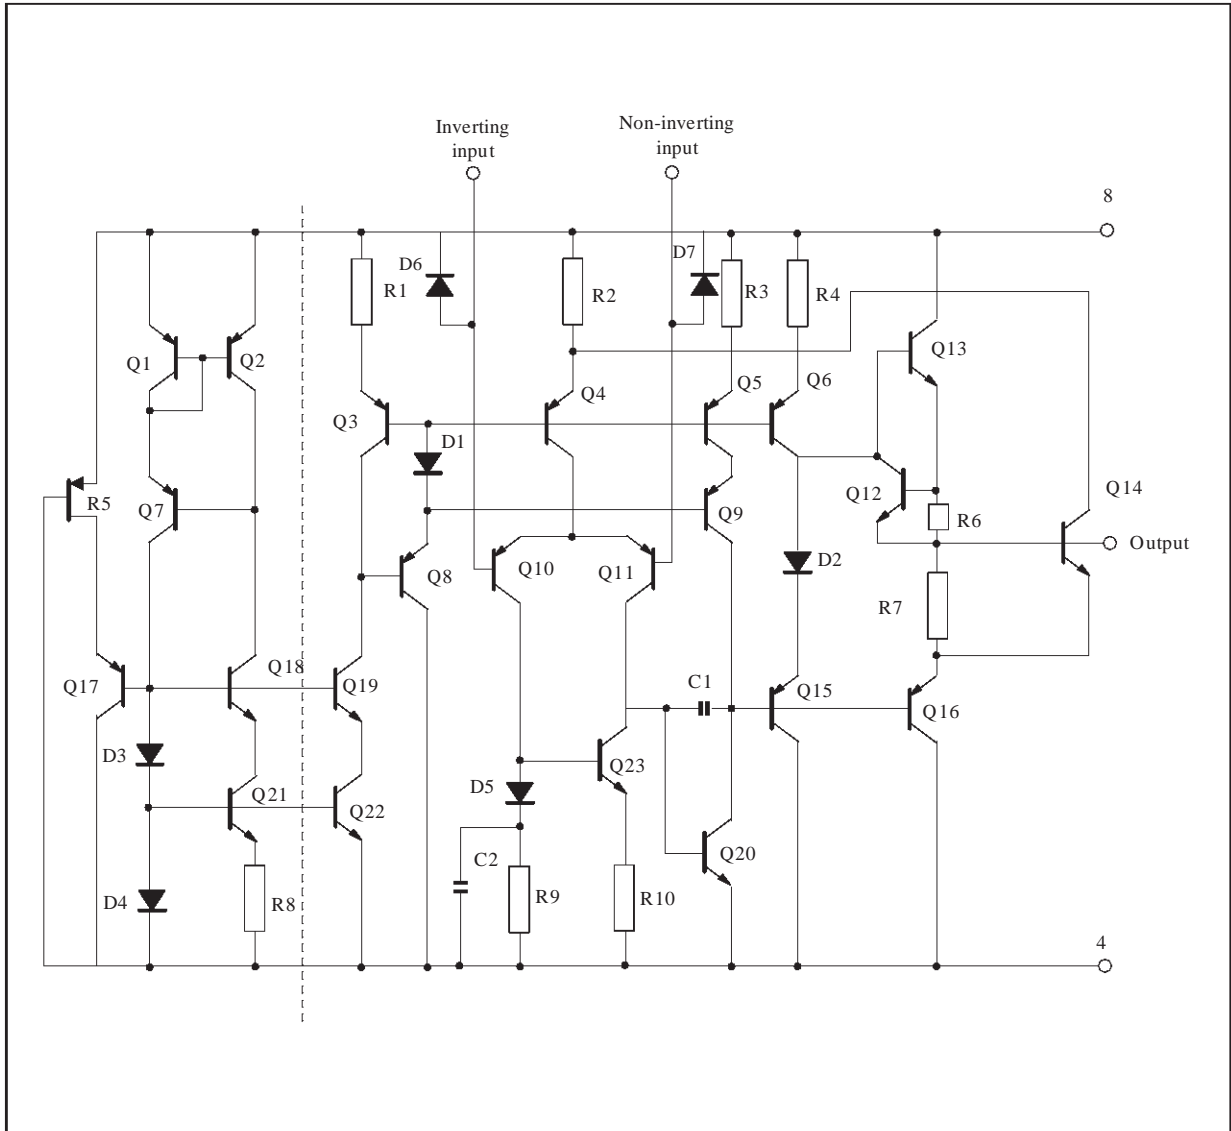 Inverting
input
Non-inverting
input
8
D6
D7
R1
R2
R3
R4
Q1
Q2
Q13
Q3
Q4
Q5
Q6
D1
R5
Q7
Q12
Q14
Q9
R6
Output
Q8
Q10
Q11
D2
R7
Q17
Q18
Q19
C1
Q15
Q16
D3
Q23
D5
Q21
Q22
C2
Q20
D4
R8
R9
R10
4